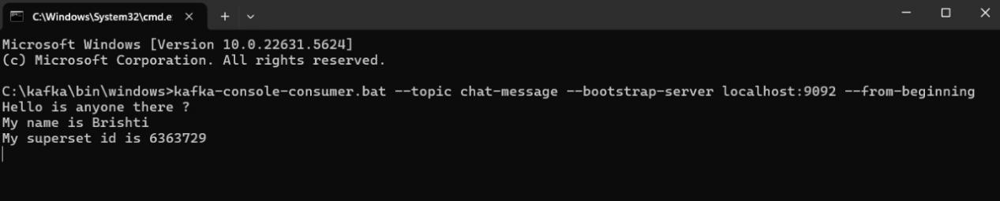 C:\Windows\System32\cmd.e
Microsoft Windows [Version 10.0.22631.5624]
(c) Microsoft Corporation. All rights reserved.
C:\kafka\bin\windows>kafka-console-consumer.bat --topic chat-message --bootstrap-server localhost:9092 --from-beginning
Hello is anyone there ?
My name is Brishti
My superset id is 6363729